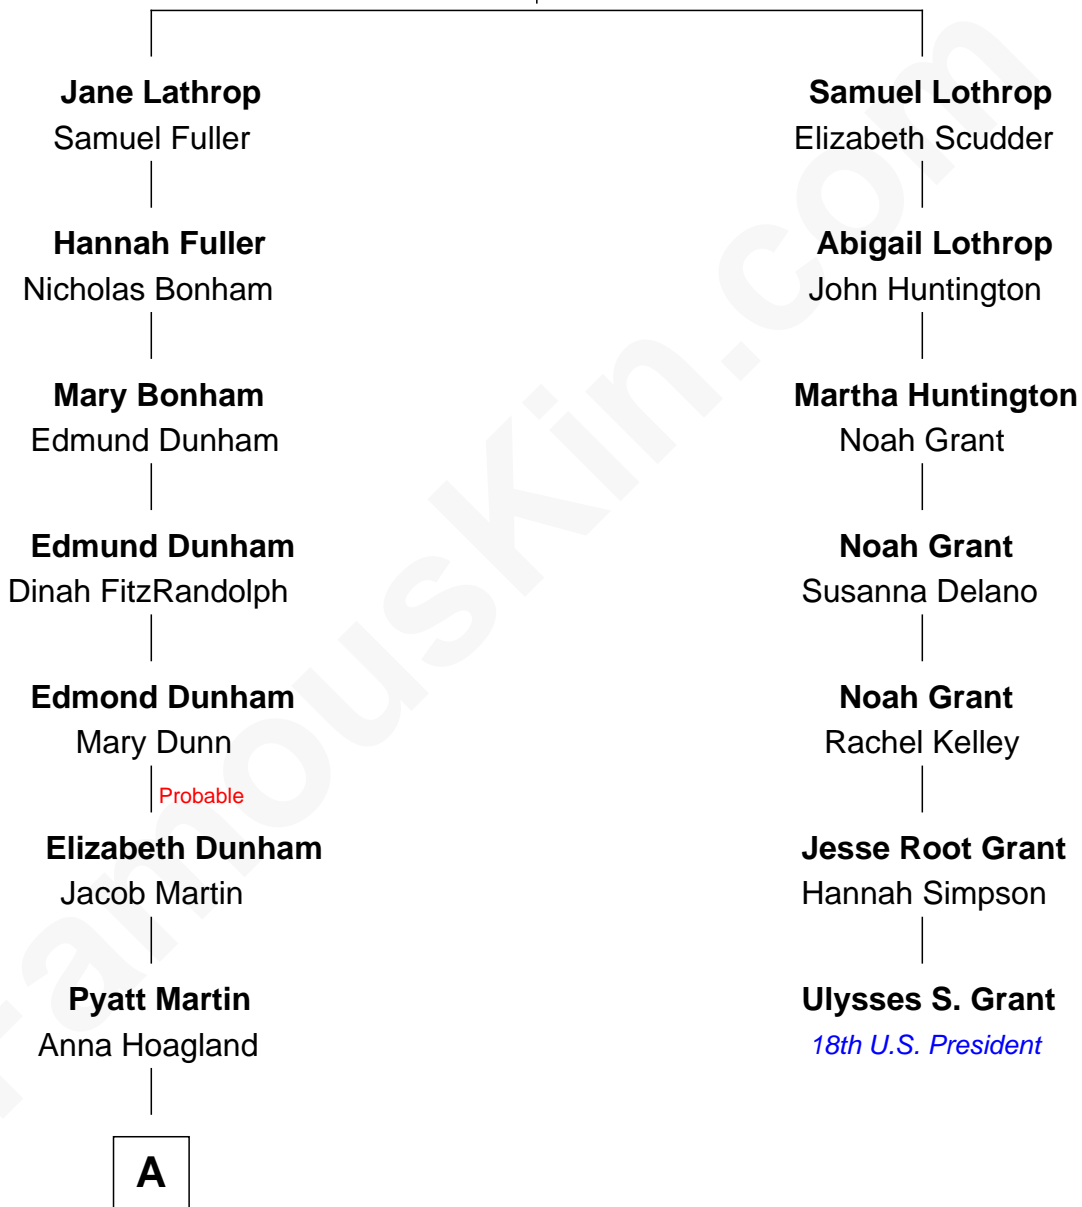 Jane Lathrop
Samuel Fuller
Hannah Fuller
Nicholas Bonham
Mary Bonham
Edmund Dunham
Edmund Dunham
Dinah FitzRandolph
Edmond Dunham
Mary Dunn
Probable
Elizabeth Dunham
Jacob Martin
Pyatt Martin
Anna Hoagland
A
Samuel Lothrop
Elizabeth Scudder
Abigail Lothrop
John Huntington
Martha Huntington
Noah Grant
Noah Grant
Susanna Delano
Noah Grant
Rachel Kelley
Jesse Root Grant
Hannah Simpson
Ulysses S. Grant
18th U.S. President
FamousKin.com